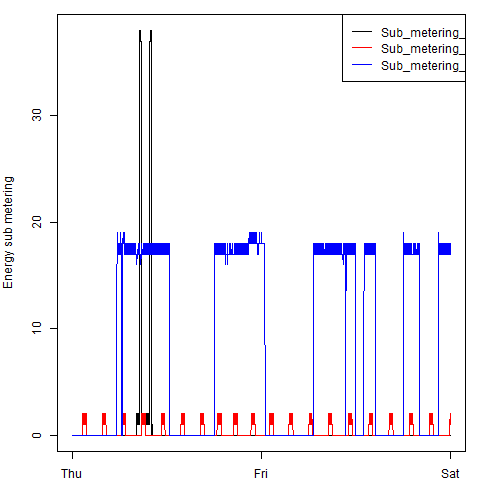 Sub_metering_
Sub_metering_
Sub_metering_
Energy sub metering
30
20
10
0
Thu Fri Sat